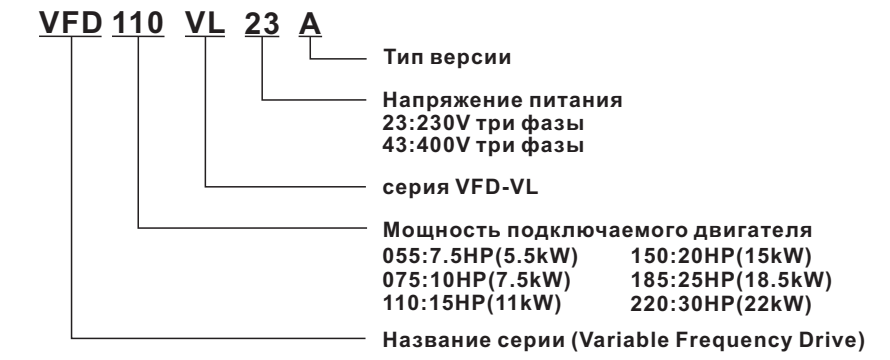 VFD 110 VL 23 A
Тип версии
Напряжение питания
23:230V три фазы
43:400V три фазы
серия VFD-VL
Мощность подключаемого двигателя
055:7.5HP(5.5kW) 150:20HP(15kW)
075:10HP(7.5kW) 185:25HP(18.5kW)
110:15HP(11kW) 220:30HP(22kW)
Название серии (Variable Frequency Drive)